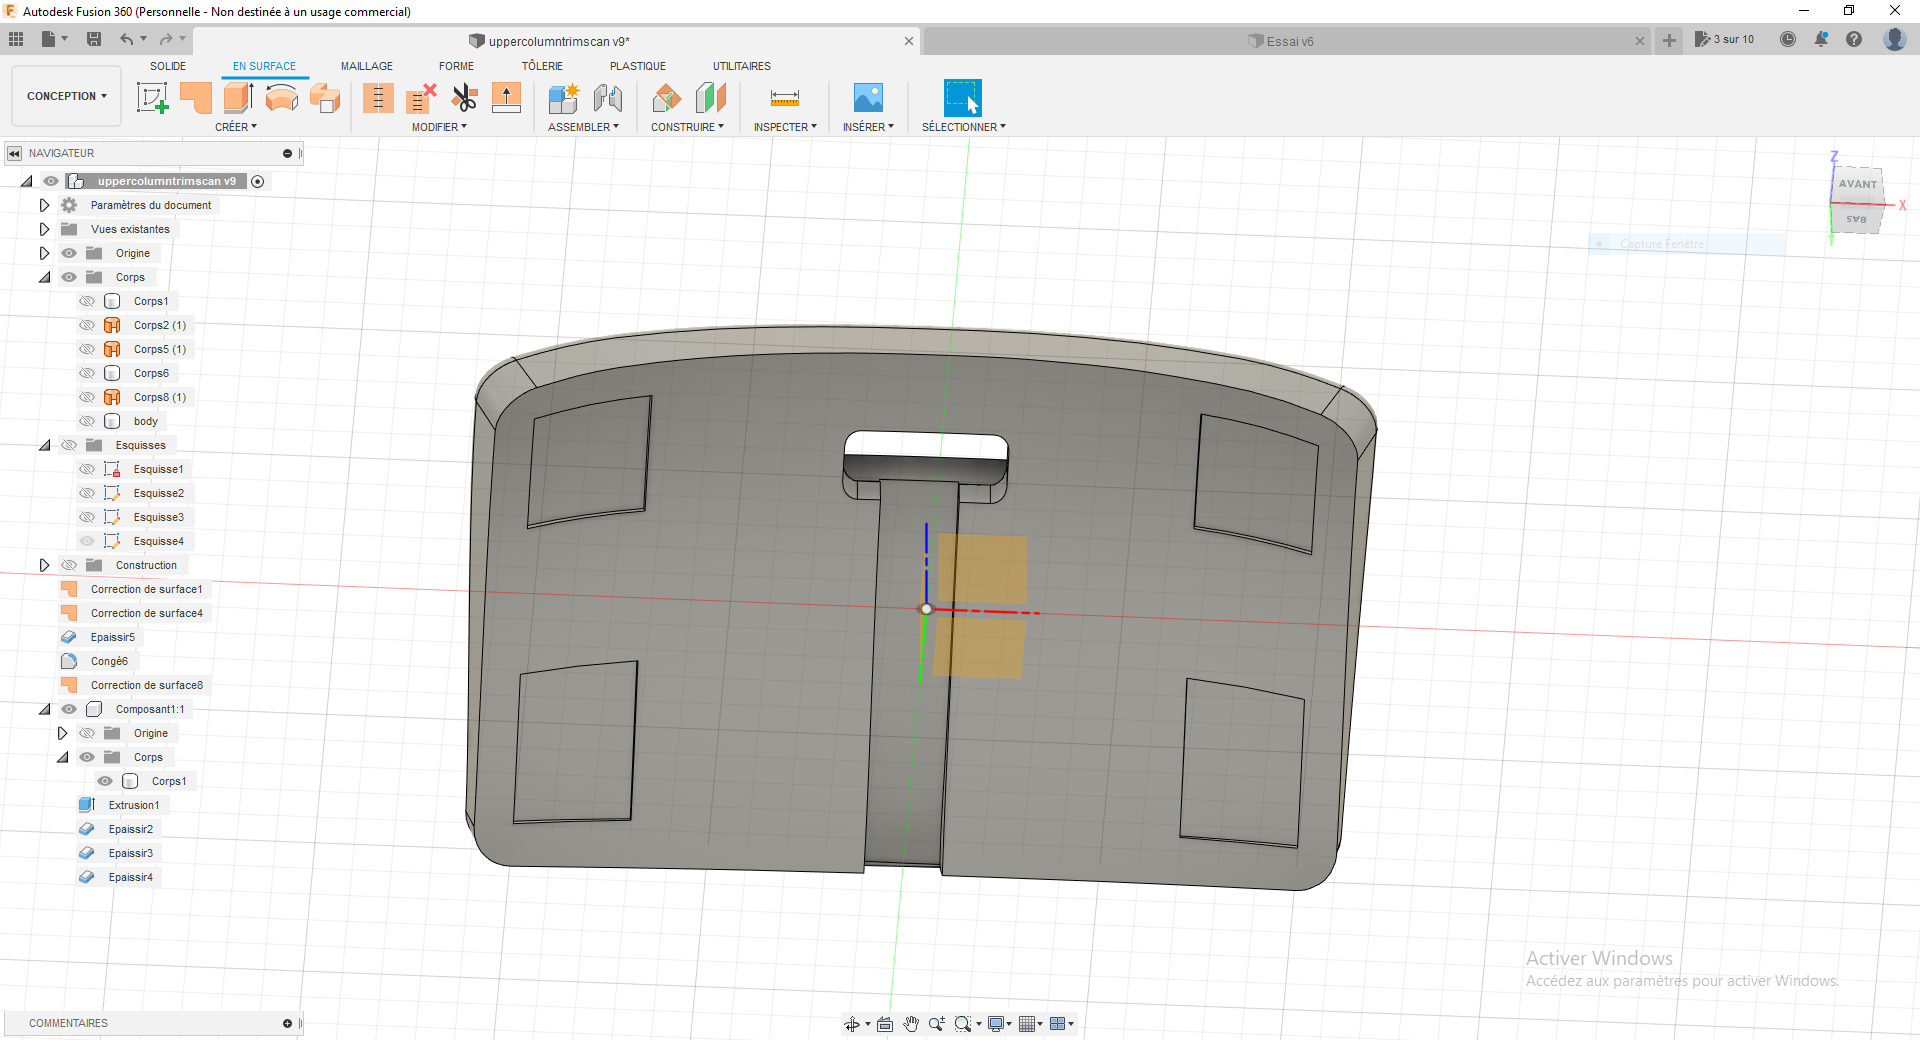 Autodesk Fusion 360 (Personnelle - Non destinée à un usage commercial)
uppercolumntrimscan v9*
Essai v6
3 sur 10
SOLIDE
EN SURFACE
MAILLAGE
FORME
TÔLERIE
PLASTIQUE
UTILITAIRES
CONCEPTION
CRÉER
MODIFIER
ASSEMBLER
CONSTRUIRE
INSPECTER
INSÉRER
SÉLECTIONNER
NAVIGATEUR
uppercolumntrimscan v9
Paramètres du document
Vues existantes
Origine
Corps
Corps1
Corps2 (1)
Corps5 (1)
Corps6
Corps8 (1)
body
Esquisses
Esquisse1
Esquisse2
Esquisse3
Esquisse4
Construction
Correction de surface1
Correction de surface4
Epaissir5
Congé6
Correction de surface8
Composant1:1
Origine
Corps
Corps1
Extrusion1
Epaissir2
Epaissir3
Epaissir4
Z
AVANT
X
BAS
Capture Fenêtre
Activer Windows
Accédez aux paramètres pour activer Windows.
COMMENTAIRES